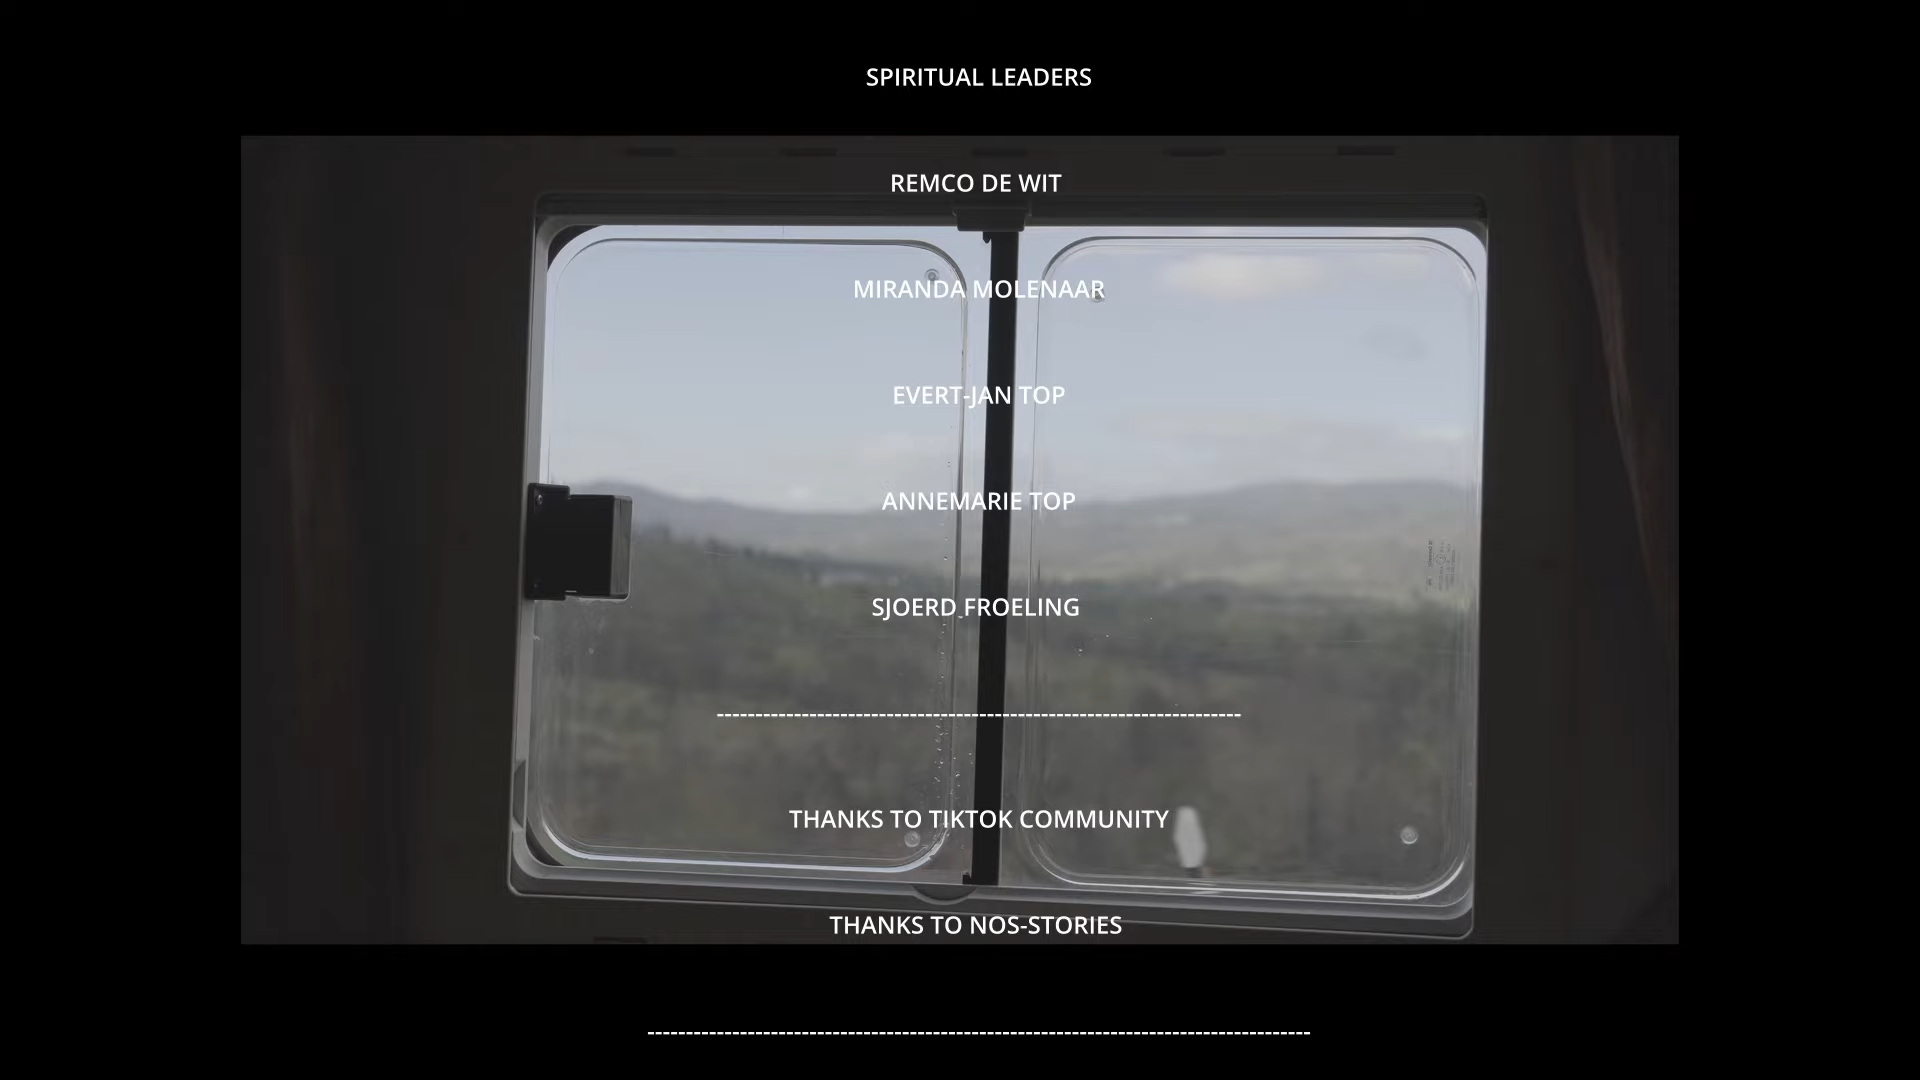 SPIRITUAL LEADERS
REMCO DE WIT
MIRANDA MOLENAAR
EVERT-JAN TOP
ANNEMARIE TOP
SJOERD FROELING
--------------------------------------------------------------------
THANKS TO TIKTOK COMMUNITY
THANKS TO NOS-STORIES
--------------------------------------------------------------------------------------